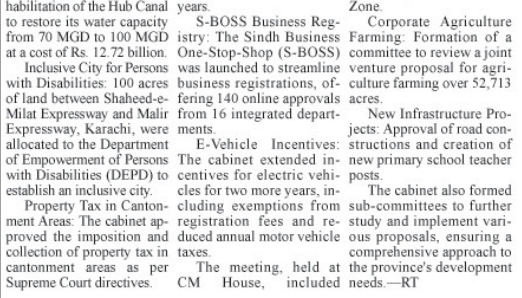 habilitation of the Hub Canal
to restore its water capacity
from 70 MGD to 100 MGD
at a cost of Rs. 12.72 billion.
Inclusive City for Persons
with Disabilities: 100 acres
of land between Shaheed-e-
Milat Expressway and Malir
Expressway, Karachi, were
allocated to the Department
of Empowerment of Persons
with Disabilities (DEPD) to
establish an inclusive city.
Property Tax in Canton-
ment Areas: The cabinet ap-
proved the imposition and
collection of property tax in
cantonment areas as per
Supreme Court directives.
years.
S-BOSS Business Reg-
istry: The Sindh Business
One-Stop-Shop (S-BOSS)
was launched to streamline
business registrations, of-
fering 140 online approvals
from 16 integrated depart-
ments.
E-Vehicle Incentives:
The cabinet extended in-
centives for electric vehi-
cles for two more years, in-
cluding exemptions from
registration fees and re-
duced annual motor vehicle
taxes.
The meeting, held at
CM House, included
Zone.
Corporate Agriculture
Farming: Formation of a
committee to review a joint
venture proposal for agri-
culture farming over 52,713
acres.
New Infrastructure Pro-
jects: Approval of road con-
structions and creation of
new primary school teacher
posts.
The cabinet also formed
sub-committees to further
study and implement vari-
ous proposals, ensuring a
comprehensive approach to
the province's development
needs.—RT